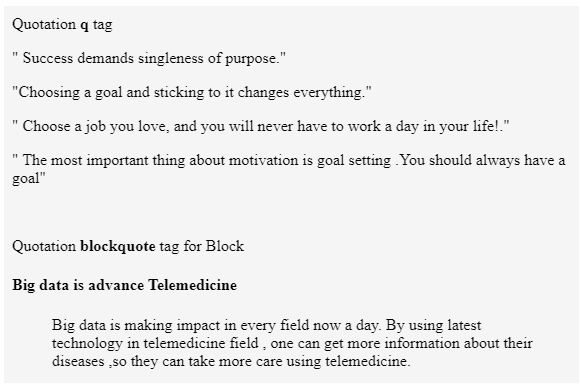 Quotation q tag
" Success demands singleness of purpose."
"Choosing a goal and sticking to it changes everything."
" Choose a job you love, and you will never have to work a day in your life!."
" The most important thing about motivation is goal setting .You should always have a
goal"
Quotation blockquote tag for Block
Big data is advance Telemedicine
Big data is making impact in every field now a day. By using latest
technology in telemedicine field , one can get more information about their
diseases ,so they can take more care using telemedicine.